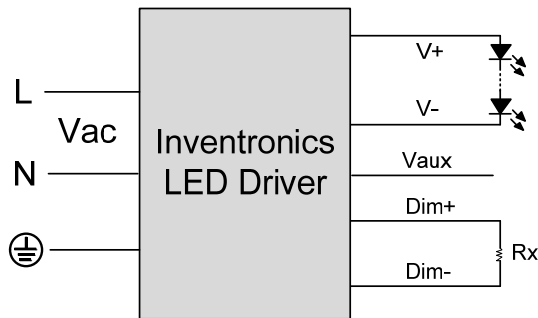 L
Vac
N
Inventronics
LED Driver
V+
V-
Vaux
Dim+
Rx
Dim-